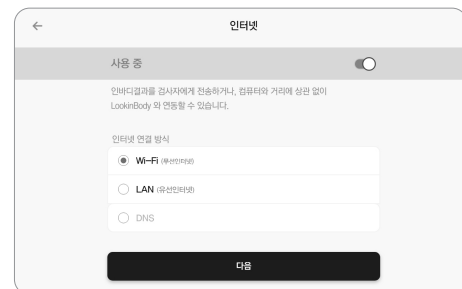 인터넷
사용 중
인바디결과를 검사자에게 전송하거나, 컴퓨터와 거리에 상관 없이
LookinBody 와 연동할 수 있습니다.
인터넷 연결 방식
Wi-Fi (무선인터넷)
LAN (유선인터넷)
DNS
다음